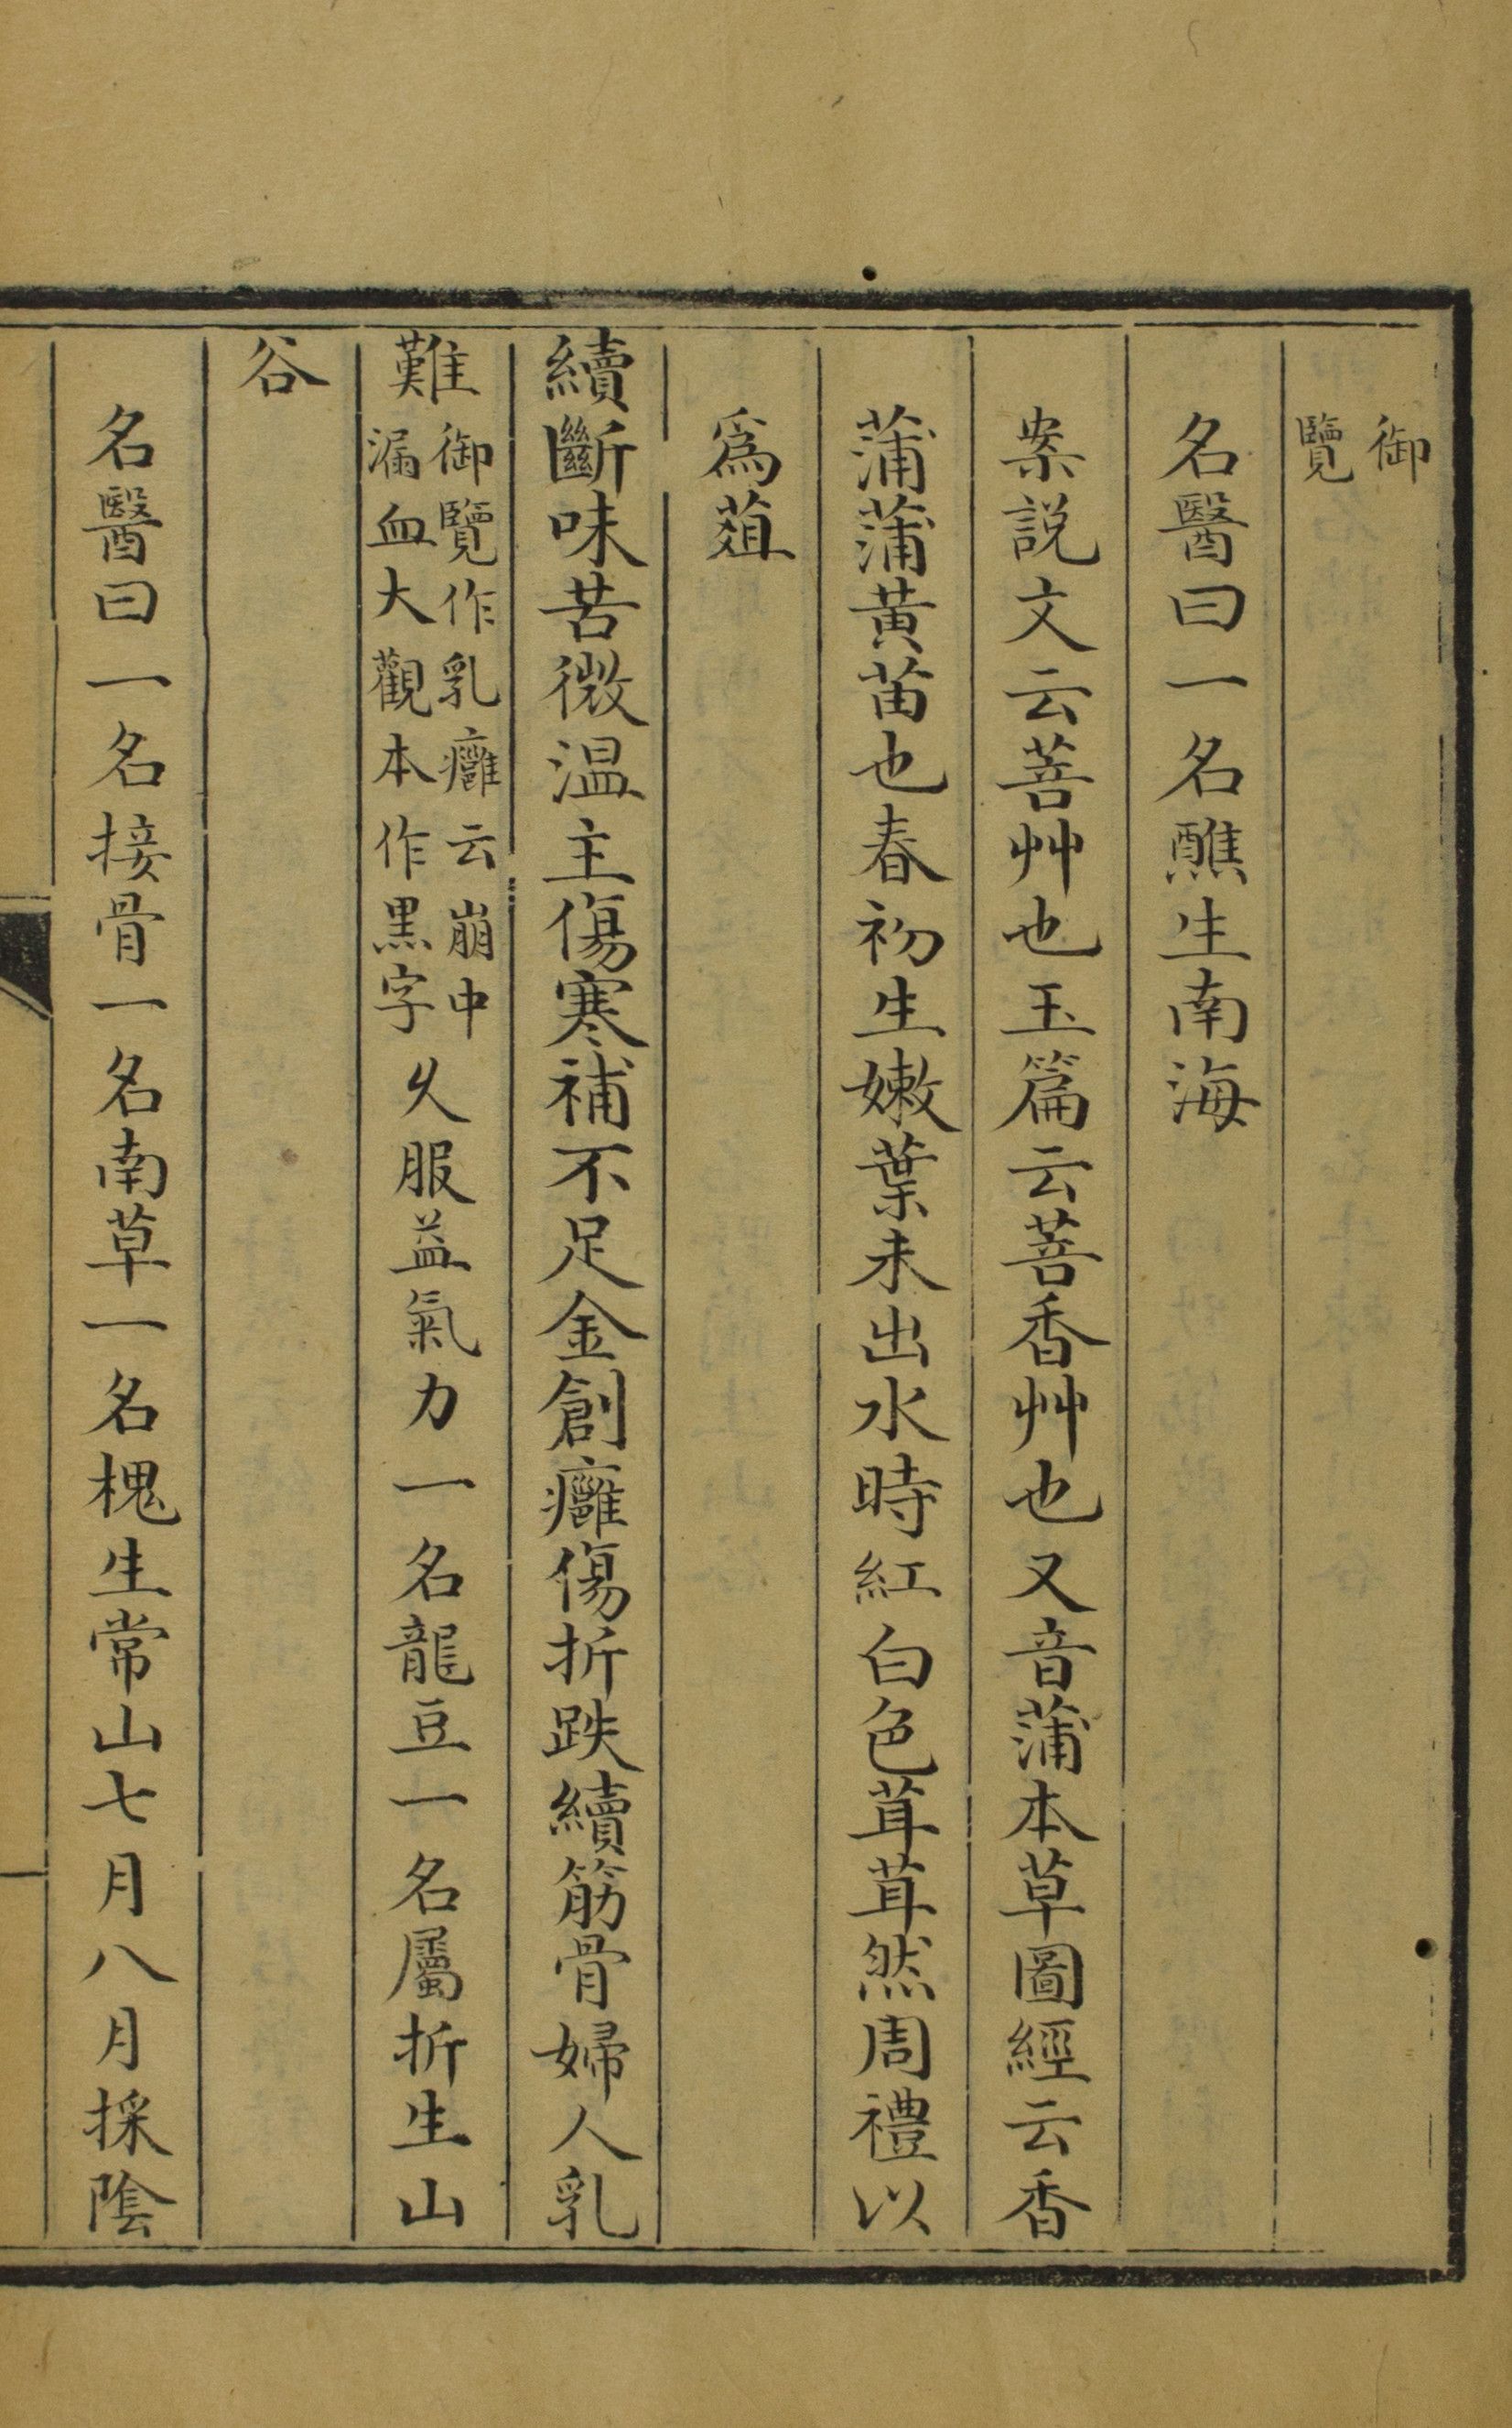 御覽
名醫曰一名醮生南海
案説文云菩艸也玉篇云菩香艸也又音蒲本草圖經云香
蒲蒲黃苗也春初生嫩葉未出水時紅白色茸茸然周禮以
爲菹
續斷味苦微温主傷寒補不足金創癰傷折跌續筋骨婦人乳
難御覽作乳癰云崩中漏血大觀本作黑字久服益氣力一名龍豆一名屬折生山
谷
名醫曰一名接骨一名南草一名槐生常山七月八月採陰